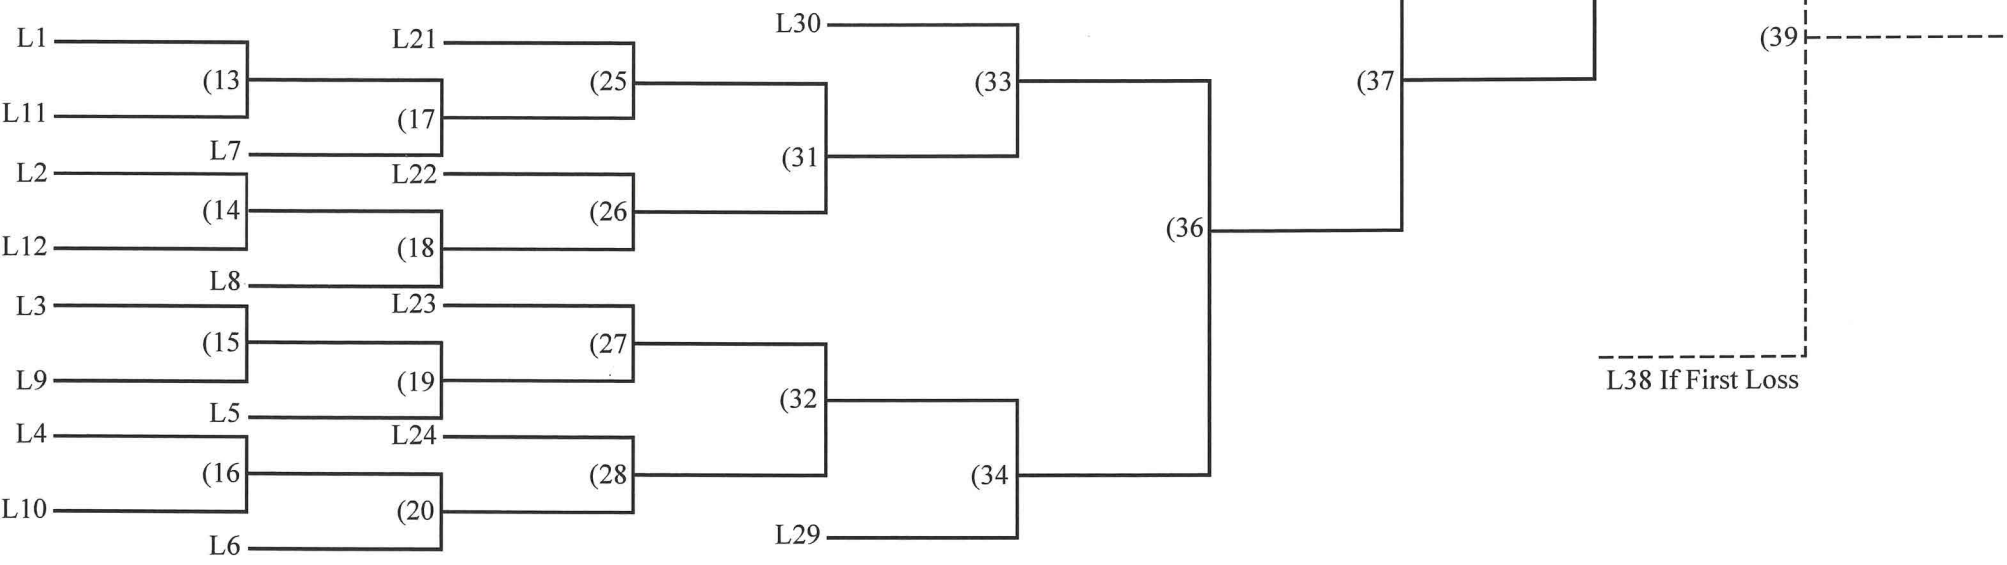 L30
L1
L21
(39
(13
(25
(33
(37
L11
(17
L7
(31
L2
L22
(14
(26
(36
L12
(18
L8
L3
L23
(15
(27
L9
(19
L38 If First Loss
(32
L5
L4
L24
(16
(28
(34
L10
(20
L29
L6